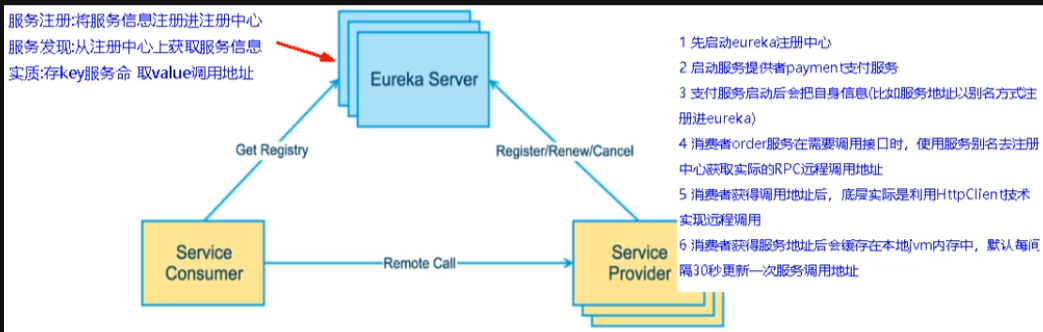 服务注册:将服务信息注册进注册中心
服务发现:从注册中心上获取服务信息
实质:存key服务命 取value调用地址
Eureka Server
Get Registry
Register/Renew/Cancel
Service
Consumer
Remote Call
Service
Provider
1 先启动eureka注册中心
2 启动服务提供者payment支付服务
3 支付服务启动后会把自身信息(比如服务地址以别名方式注
册进eureka)
4 消费者order服务在需要调用接口时，使用服务别名去注册
中心获取实际的RPC远程调用地址
5 消费者获得调用地址后，底层实际是利用HttpClient技术
实现远程调用
6 消费者获得服务地址后会缓存在本地jvm内存中，默认每间
隔30秒更新一次服务调用地址